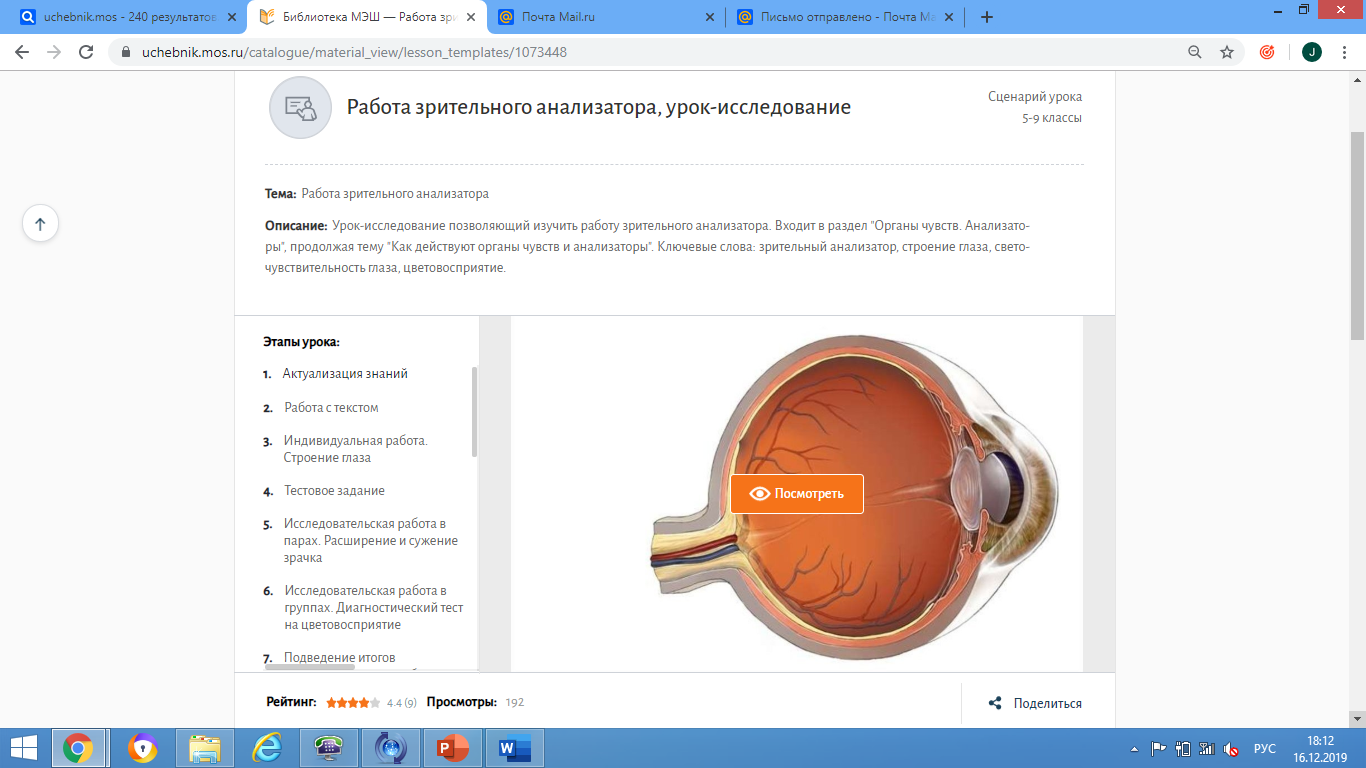 uchebnik.mos - 240 результатов
Библиотека МЭШ — Работа зри
Почта Mail.ru
Письмо отправлено - Почта Ma
uchebnik.mos.ru/catalogue/material_view/lesson_templates/1073448
J
Работа зрительного анализатора, урок-исследование
Сценарий урока
5-9 классы
Тема: Работа зрительного анализатора
Описание: Урок-исследование позволяющий изучить работу зрительного анализатора. Входит в раздел "Органы чувств. Анализато-
ры", продолжая тему "Как действуют органы чувств и анализаторы". Ключевые слова: зрительный анализатор, строение глаза, свето-
чувствительность глаза, цветовосприятие.
Этапы урока:
1. Актуализация знаний
2. Работа с текстом
3. Индивидуальная работа.
Строение глаза
4. Тестовое задание
5. Исследовательская работа в
парах. Расширение и сужение
зрачка
6. Исследовательская работа в
группах. Диагностический тест
на цветовосприятие
7. Подведение итогов
Посмотреть
Рейтинг: 4.4 (9) Просмотры: 192
Поделиться
РУС
18:12
16.12.2019